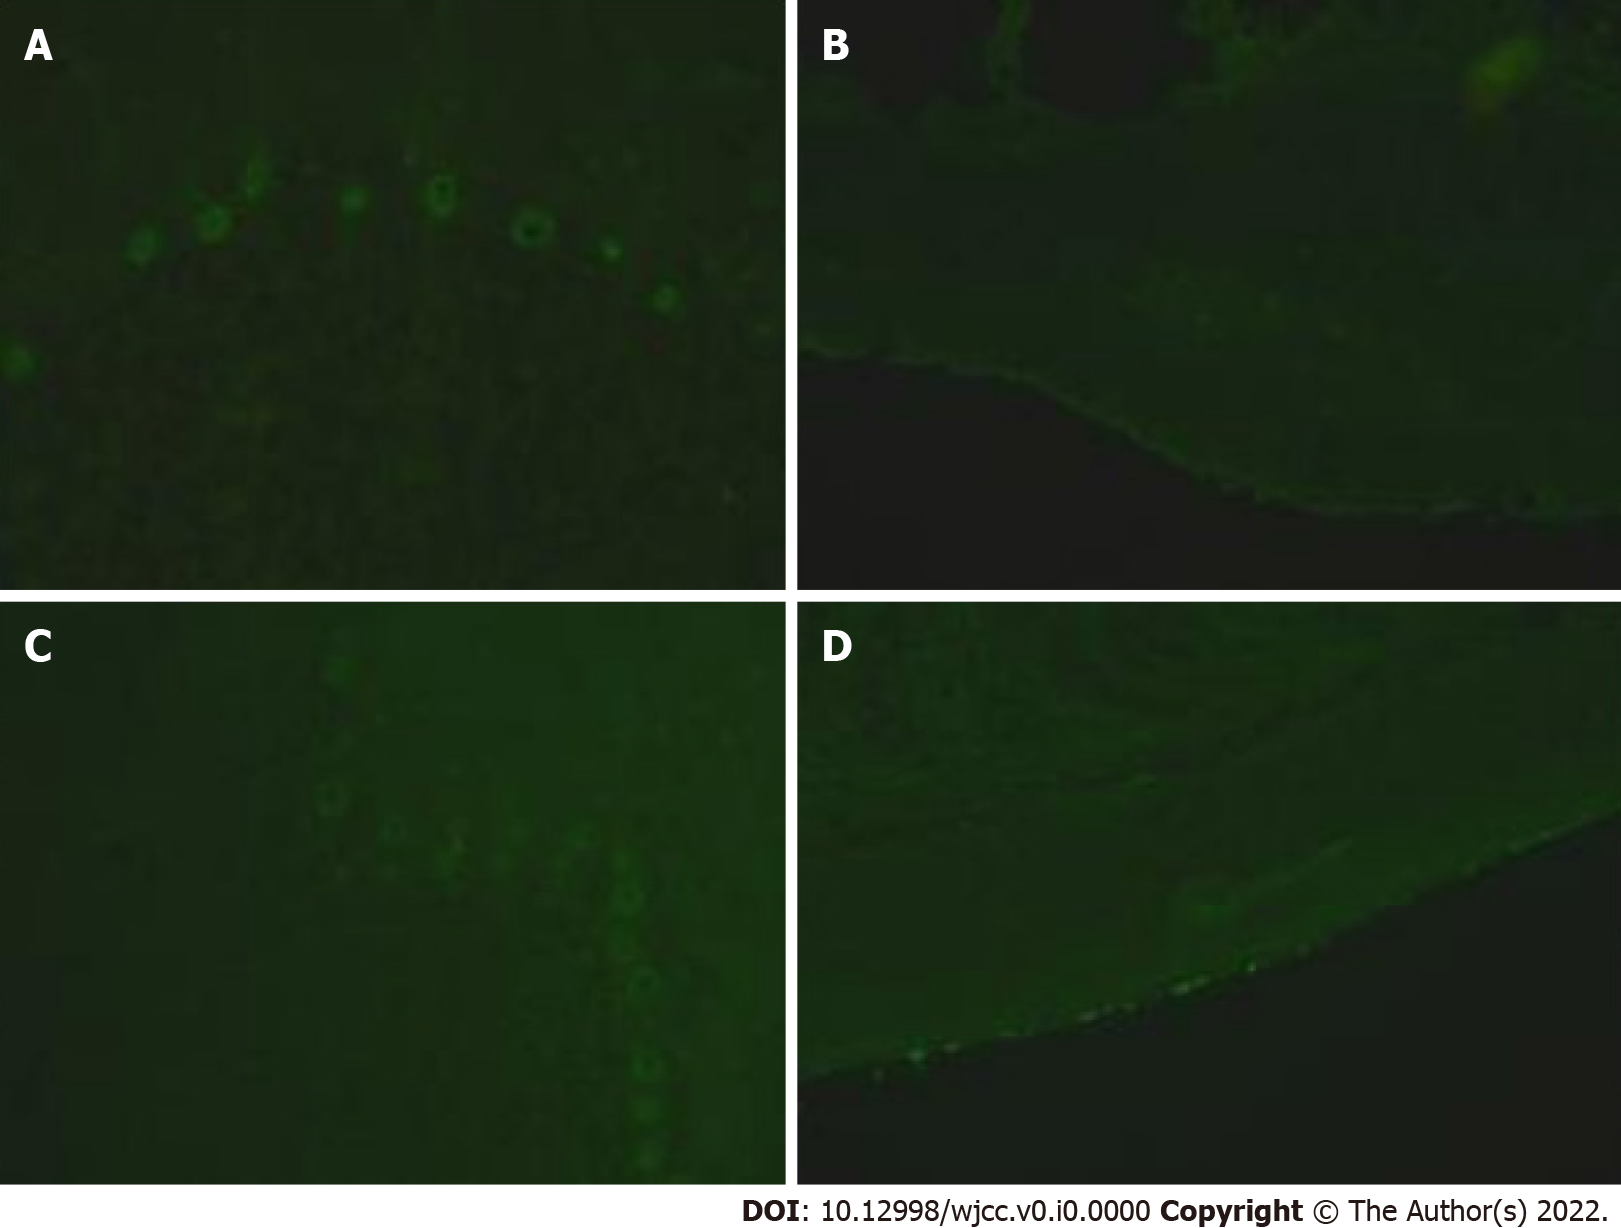 A
B
C
D
DOI: 10.12998/wjcc.v0.i0.0000 Copyright © The Author(s) 2022.